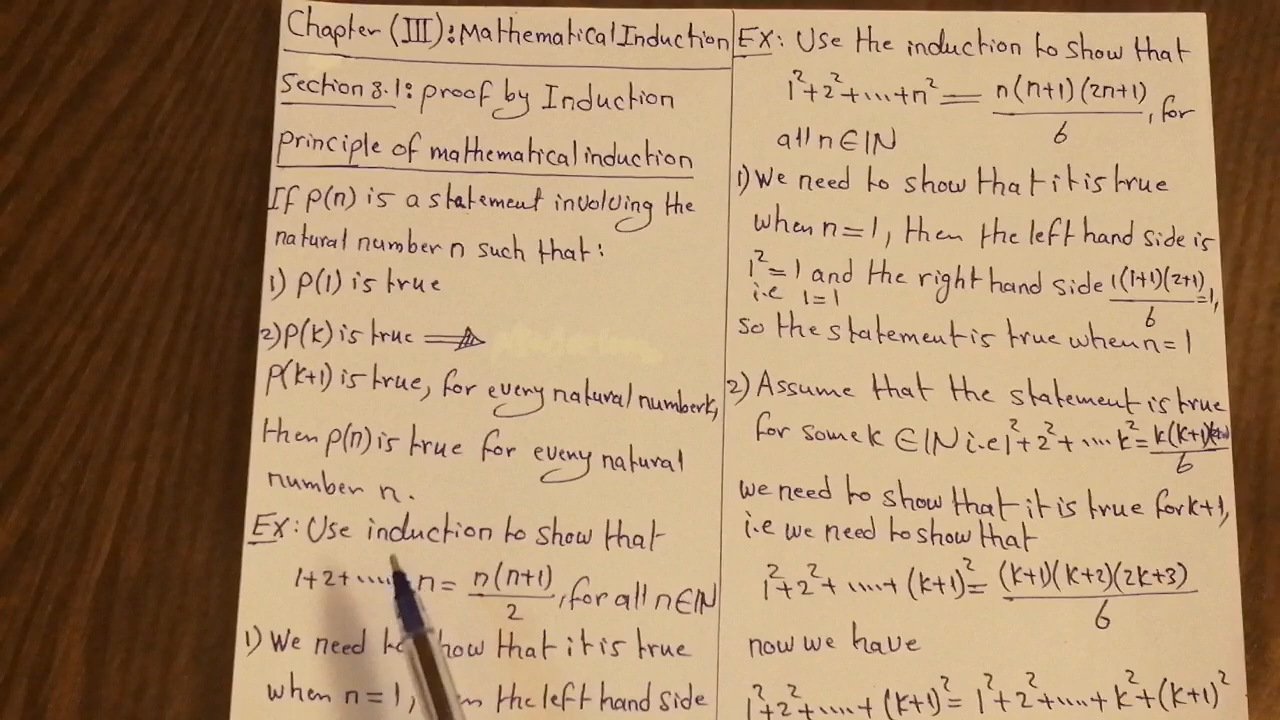 Chapter (III): Mathematical Induction
Section 3.1: proof by Induction
principle of mathematical induction
If P(n) is a statement involving the
natural number n such that:
1) P(1) is true
2) P(k) is true ⟹
P(k+1) is true, for every natural number k,
then p(n) is true for every natural
number n.
EX: Use induction to show that
1+2+..... n = n(n+1)/2, for all n∈IN
1) We need to show that it is true
when n=1, the left hand side
EX: Use the induction to show that
1²+2²+....+n² = n(n+1)(2n+1)/6, for
all n∈IN
1) We need to show that it is true
when n=1, then the left hand side is
1²=1 and the right hand side 1(1+1)(2+1)/6=1,
i.e 1=1
so the statement is true when n=1
2) Assume that the statement is true
for some k ∈IN i.e 1²+2²+....k²=k(k+1)/6
we need to show that it is true for k+1,
i.e we need to show that
1²+2²+....+(k+1)²=(k+1)(k+2)(2k+3)/6
now we have
1²+2²+....+(k+1)²=1²+2²+....+k²+(k+1)²